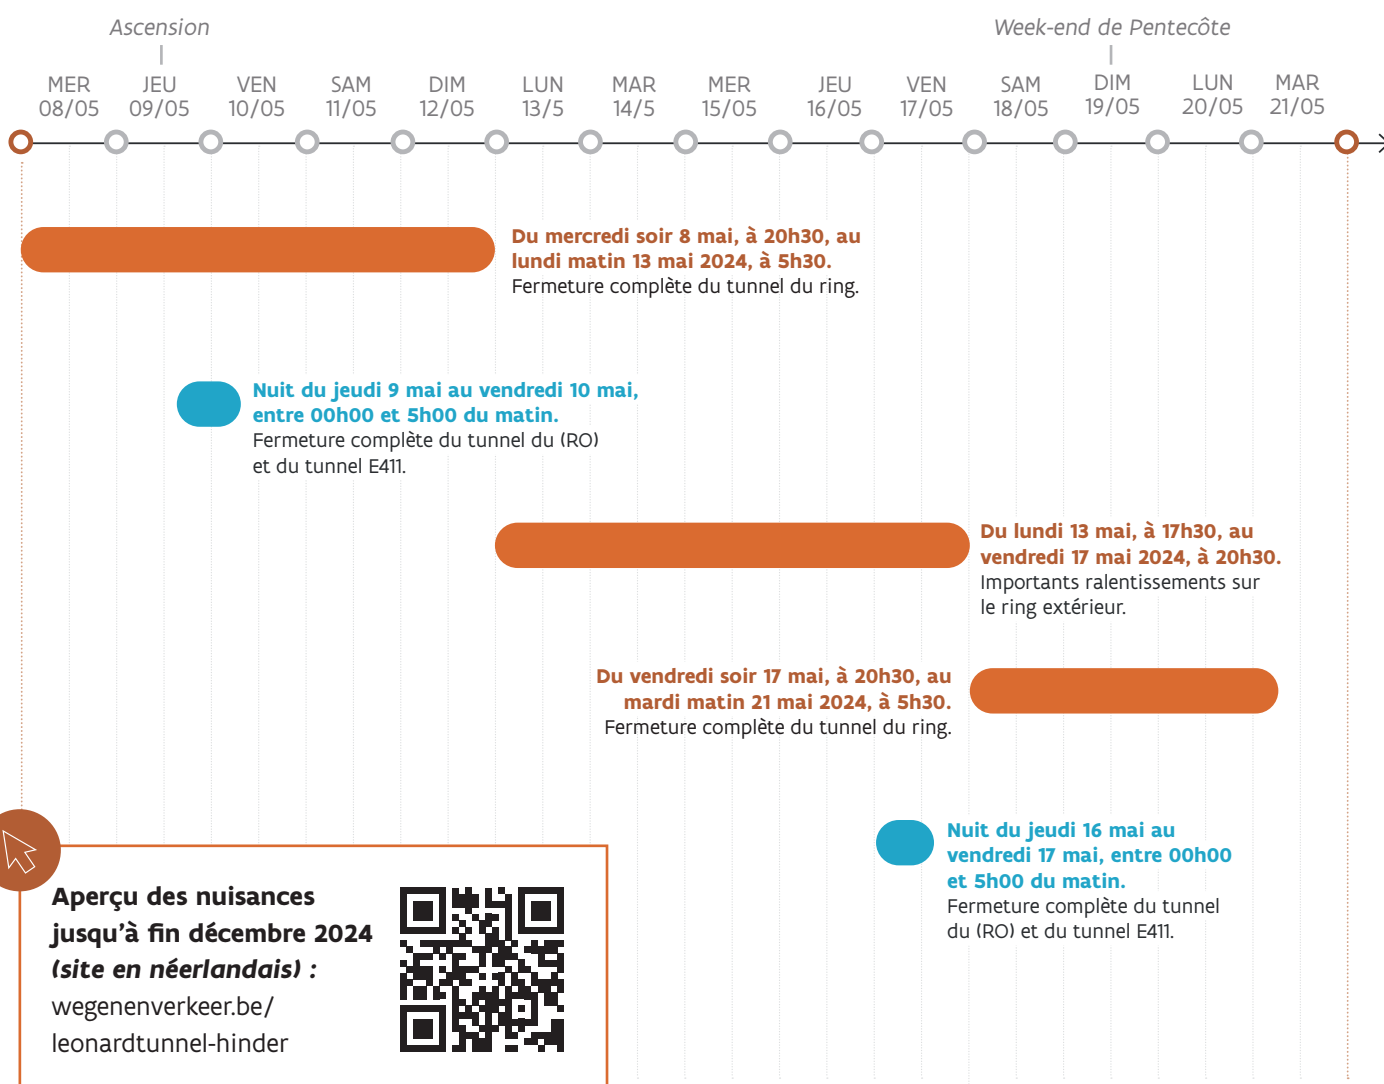 Ascension
Week-end de Pentecôte
MER JEU VEN SAM DIM LUN MAR MER JEU VEN SAM DIM LUN MAR
08/05 09/05 10/05 11/05 12/05 13/5 14/5 15/05 16/05 17/05 18/05 19/05 20/05 21/05
Du mercredi soir 8 mai, à 20h30, au
lundi matin 13 mai 2024, à 5h30.
Fermeture complète du tunnel du ring.
Nuit du jeudi 9 mai au vendredi 10 mai,
entre 00h00 et 5h00 du matin.
Fermeture complète du tunnel du (RO)
et du tunnel E411.
Du lundi 13 mai, à 17h30, au
vendredi 17 mai 2024, à 20h30.
Importants ralentissements sur
le ring extérieur.
Du vendredi soir 17 mai, à 20h30, au
mardi matin 21 mai 2024, à 5h30.
Fermeture complète du tunnel du ring.
Nuit du jeudi 16 mai au
vendredi 17 mai, entre 00h00
et 5h00 du matin.
Fermeture complète du tunnel
du (RO) et du tunnel E411.
Aperçu des nuisances
jusqu'à fin décembre 2024
(site en néerlandais) :
wegenenverkeer.be/
leonardtunnel-hinder